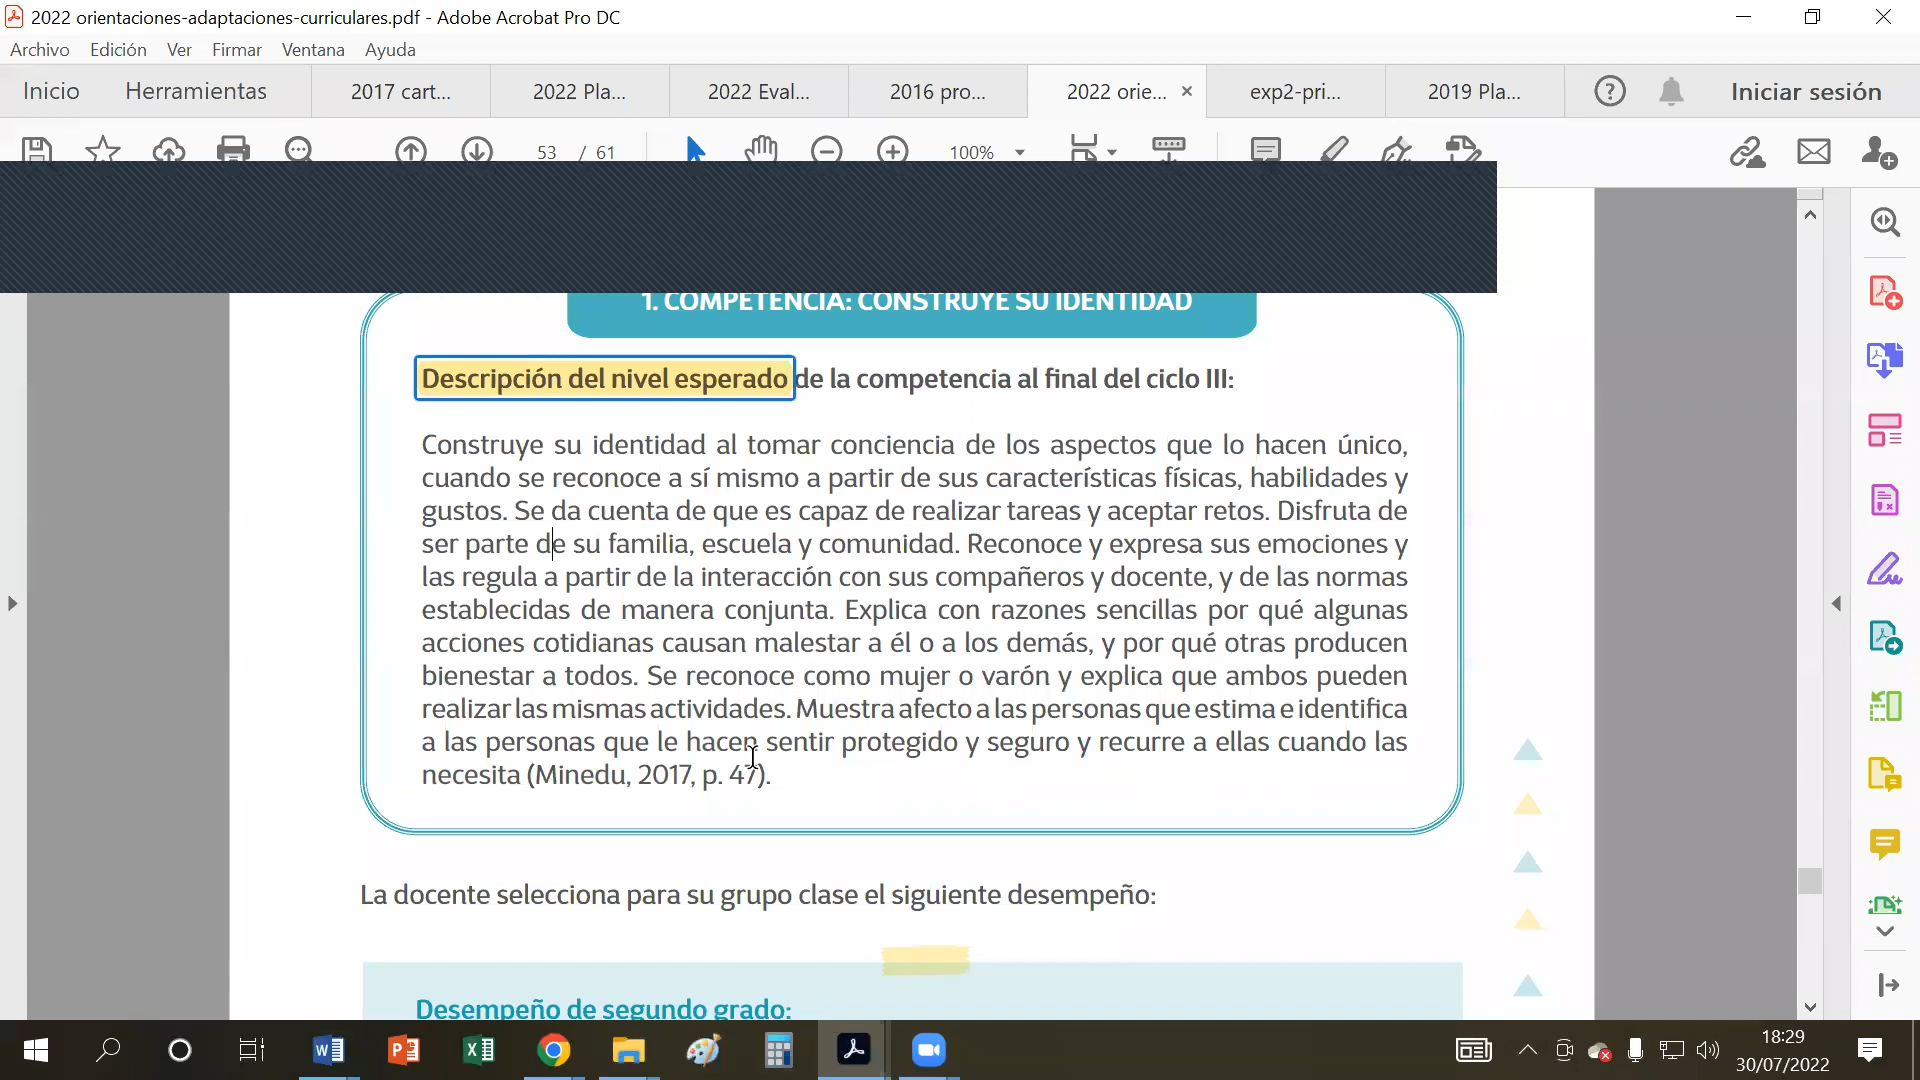 2022 orientaciones-adaptaciones-curriculares.pdf - Adobe Acrobat Pro DC
Archivo Edición Ver Firmar Ventana Ayuda
Inicio Herramientas 2017 cart... 2022 Pla... 2022 Eval... 2016 pro... 2022 orie... exp2-pri... 2019 Pla... Iniciar sesión
53 / 61 100%
1. COMPETENCIA: CONSTRUYE SU IDENTIDAD
Descripción del nivel esperado de la competencia al final del ciclo III:
Construye su identidad al tomar conciencia de los aspectos que lo hacen único,
cuando se reconoce a sí mismo a partir de sus características físicas, habilidades y
gustos. Se da cuenta de que es capaz de realizar tareas y aceptar retos. Disfruta de
ser parte de su familia, escuela y comunidad. Reconoce y expresa sus emociones y
las regula a partir de la interacción con sus compañeros y docente, y de las normas
establecidas de manera conjunta. Explica con razones sencillas por qué algunas
acciones cotidianas causan malestar a él o a los demás, y por qué otras producen
bienestar a todos. Se reconoce como mujer o varón y explica que ambos pueden
realizar las mismas actividades. Muestra afecto a las personas que estima e identifica
a las personas que le hacen sentir protegido y seguro y recurre a ellas cuando las
necesita (Minedu, 2017, p. 47).
La docente selecciona para su grupo clase el siguiente desempeño:
Desempeño de segundo grado:
18:29
30/07/2022